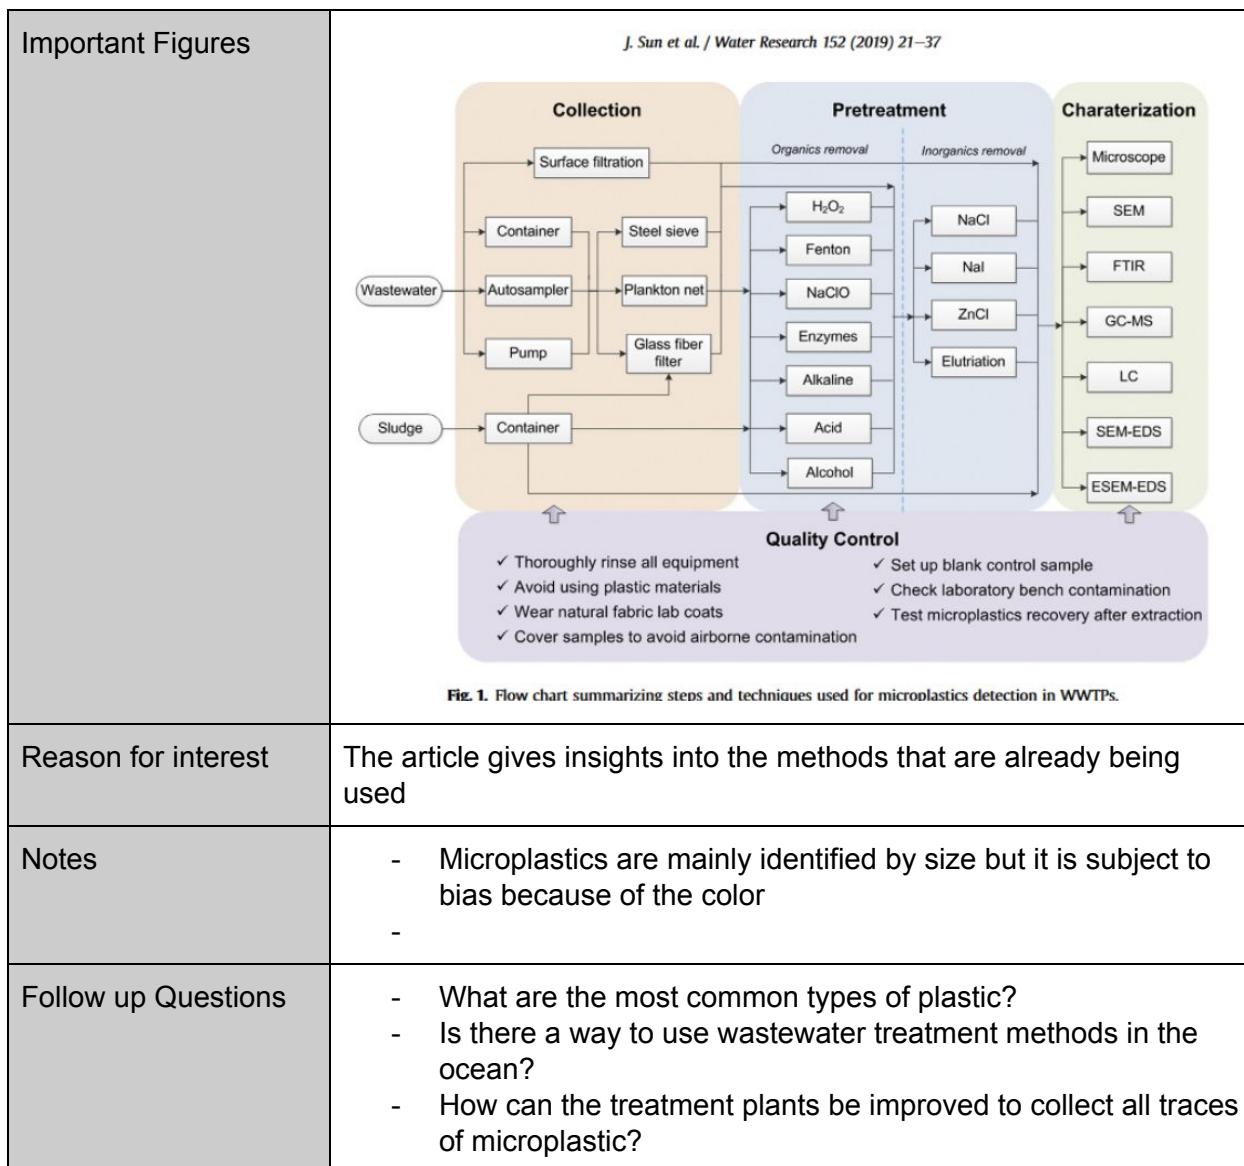 Important Figures
J. Sun et al. / Water Research 152 (2019) 21–37
Collection
Pretreatment
Charaterization
Organics removal
Inorganics removal
Surface filtration
Container
Steel sieve
Wastewater
Autosampler
Plankton net
Pump
Glass fiber
filter
Sludge
Container
H₂O₂
Fenton
NaClO
Enzymes
Alkaline
Acid
Alcohol
NaCl
NaI
ZnCl
Elutriation
Microscope
SEM
FTIR
GC-MS
LC
SEM-EDS
ESEM-EDS
Quality Control
✓ Thoroughly rinse all equipment
✓ Avoid using plastic materials
✓ Wear natural fabric lab coats
✓ Cover samples to avoid airborne contamination
✓ Set up blank control sample
✓ Check laboratory bench contamination
✓ Test microplastics recovery after extraction
Fig. 1. Flow chart summarizing steps and techniques used for microplastics detection in WWTPs.
Reason for interest
The article gives insights into the methods that are already being
used
Notes
- Microplastics are mainly identified by size but it is subject to
bias because of the color
-
Follow up Questions
- What are the most common types of plastic?
- Is there a way to use wastewater treatment methods in the
ocean?
- How can the treatment plants be improved to collect all traces
of microplastic?